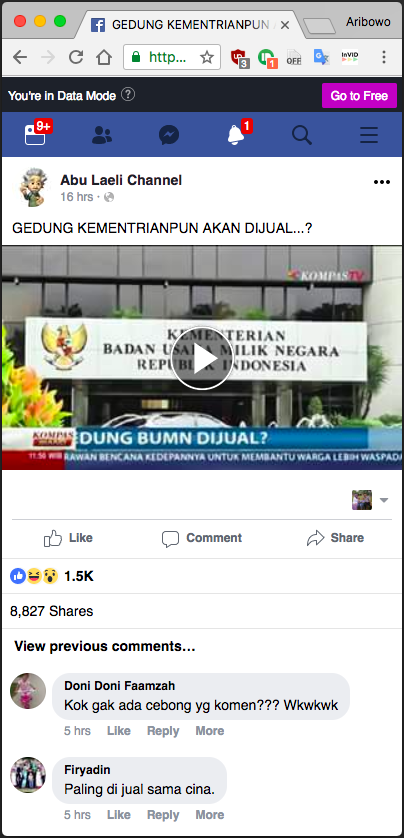 GEDUNG KEMENTRIANPUN
Aribowo
http...
3
1
OFF
InVID
You're in Data Mode
Go to Free
9+
1
Abu Laeli Channel
16 hrs ·
GEDUNG KEMENTRIANPUN AKAN DIJUAL...?
KOMPASTV
KEMENTERIAN
BADAN USAHA MILIK NEGARA
REPUBLIK INDONESIA
KOMPAS
DUNG BUMN DIJUAL?
11:50 WIB RAWAN BENCANA KEDEPANNYA UNTUK MEMBANTU WARGA LEBIH WASPADA
Like
Comment
Share
1.5K
8,827 Shares
View previous comments...
Doni Doni Faamzah
Kok gak ada cebong yg komen??? Wkwkwk
5 hrs Like Reply More
Firyadin
Paling di jual sama cina.
5 hrs Like Reply More